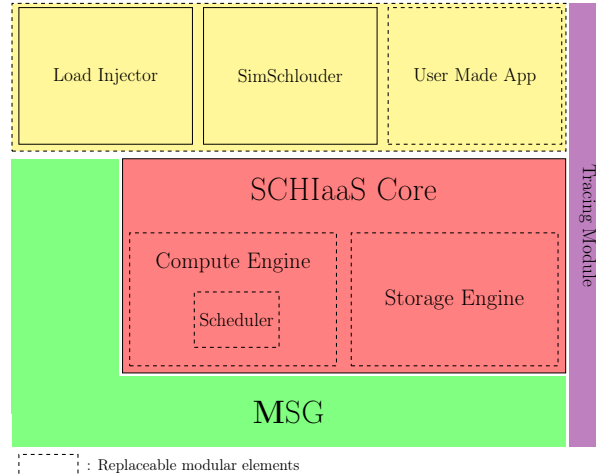 Load Injector
SimSchlouder
User Made App
SCHIaaS Core
Compute Engine
Scheduler
Storage Engine
MSG
Tracing Module
: Replaceable modular elements